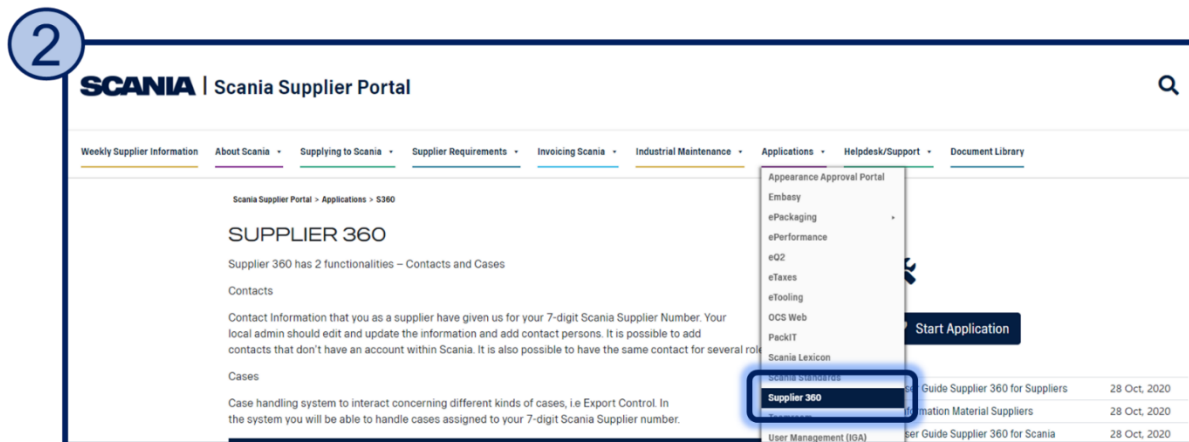 2
SCANIA | Scania Supplier Portal
Weekly Supplier Information About Scania Supplying to Scania Supplier Requirements Invoicing Scania Industrial Maintenance Applications Helpdesk/Support Document Library
Scania Supplier Portal > Applications > S360
SUPPLIER 360
Supplier 360 has 2 functionalities – Contacts and Cases
Contacts
Contact Information that you as a supplier have given us for your 7-digit Scania Supplier Number. Your
local admin should edit and update the information and add contact persons. It is possible to add
contacts that don't have an account within Scania. It is also possible to have the same contact for several
Cases
Case handling system to interact concerning different kinds of cases, i.e Export Control. In
the system you will be able to handle cases assigned to your 7-digit Scania Supplier number.
Appearance Approval Portal
Embasy
ePackaging
ePerformance
eQ2
eTaxes
eTooling
OCS Web
PackIT
Scania Lexicon
Scania Standards
Supplier 360
User Management (IGA)
Start Application
Guide Supplier 360 for Suppliers 28 Oct, 2020
Material Suppliers 28 Oct, 2020
Guide Supplier 360 for Scania 28 Oct, 2020